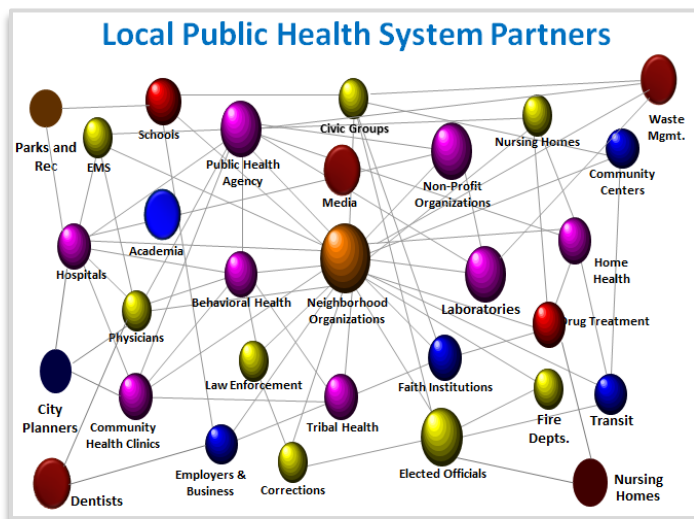 Local Public Health System Partners
Parks and
Rec
EMS
Schools
Public Health
Agency
Civic Groups
Media
Non-Profit
Organizations
Nursing Homes
Waste
Mgmt.
Community
Centers
Academia
Hospitals
Behavioral Health
Neighborhood
Organizations
Laboratories
Home
Health
Physicians
Drug Treatment
City
Planners
Community
Health Clinics
Law Enforcement
Tribal Health
Faith Institutions
Fire
Depts.
Transit
Dentists
Employers &
Business
Corrections
Elected Officials
Nursing
Homes